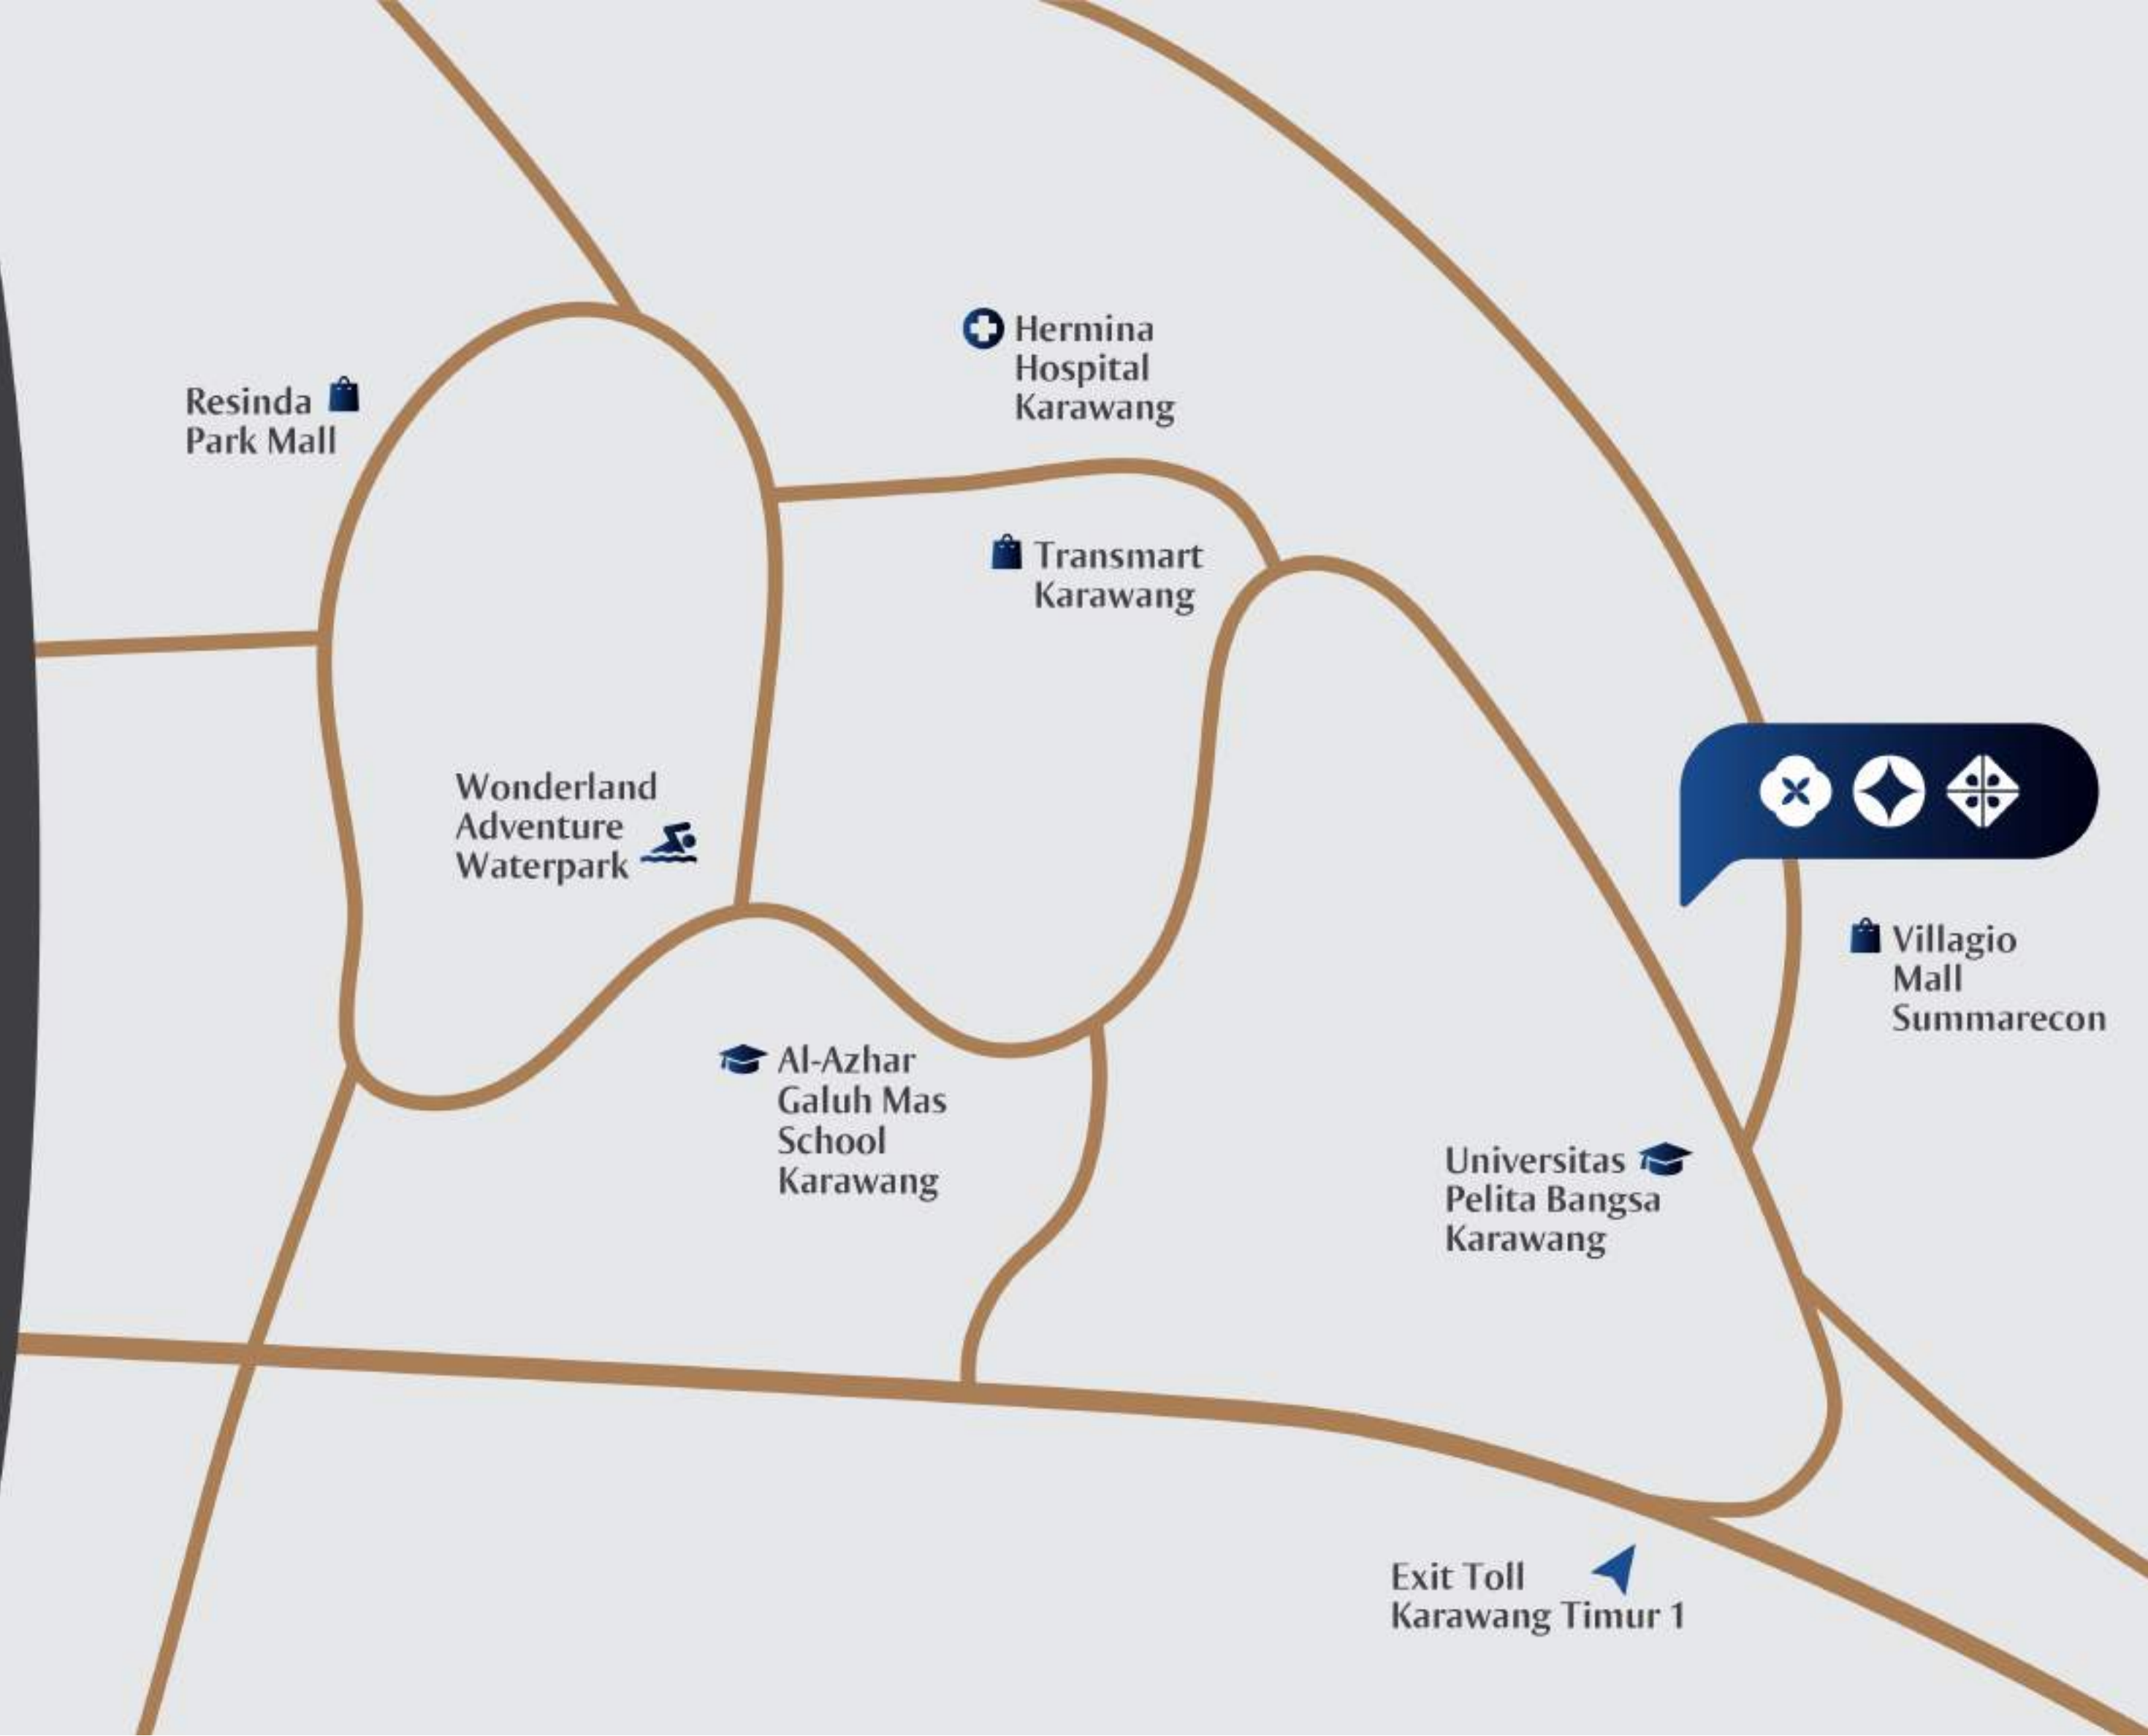 Hermina
Hospital
Karawang
Resinda
Park Mall
Transmart
Karawang
Wonderland
Adventure
Waterpark
Villagio
Mall
Summarecon
Al-Azhar
Galuh Mas
School
Karawang
Universitas
Pelita Bangsa
Karawang
Exit Toll
Karawang Timur 1